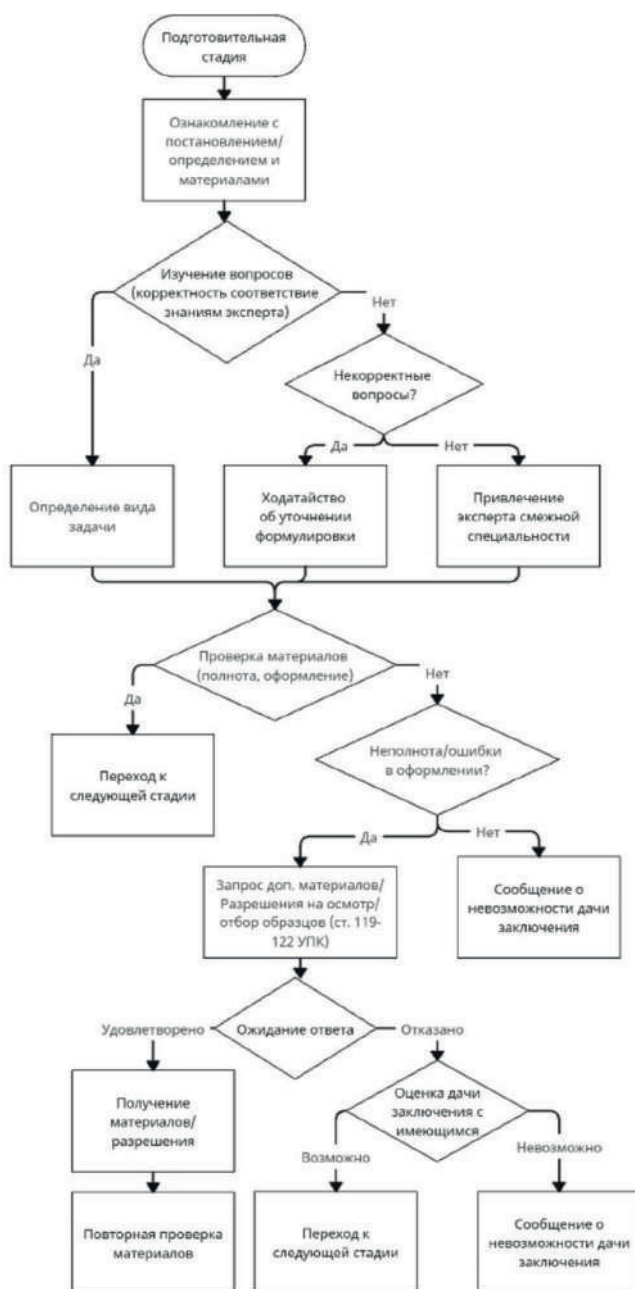 Подготовительная
стадия
Ознакомление с
постановлением/
определением и
материалами
Изучение вопросов
(корректность соответствие
знаниям эксперта)
Нет
Да
Некорректные
вопросы?
Да
Нет
Определение вида
задачи
Ходатайство
об уточнении
формулировки
Привлечение
эксперта смежной
специальности
Проверка материалов
(полнота, оформление)
Нет
Да
Переход к
следующей стадии
Неполнота/ошибки
в оформлении?
Да
Нет
Запрос доп. материалов/
Разрешения на осмотр/
отбор образцов (ст. 119-
122 УПК)
Сообщение о
невозможности дачи
заключения
Удовлетворено
Ожидание ответа
Отказано
Получение
материалы/
разрешения
Оценка дачи
заключения с
имеющимся
Возможно
Невозможно
Повторная проверка
материалов
Переход к
следующей стадии
Сообщение о
невозможности дачи
заключения